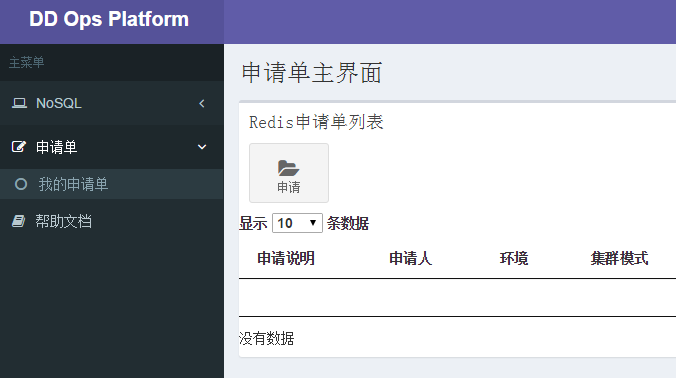 DD Ops Platform
主菜单
NoSQL
申请单
我的申请单
帮助文档
申请单主界面
Redis申请单列表
申请
显示 10 条数据
申请说明 申请人 环境 集群模式
没有数据